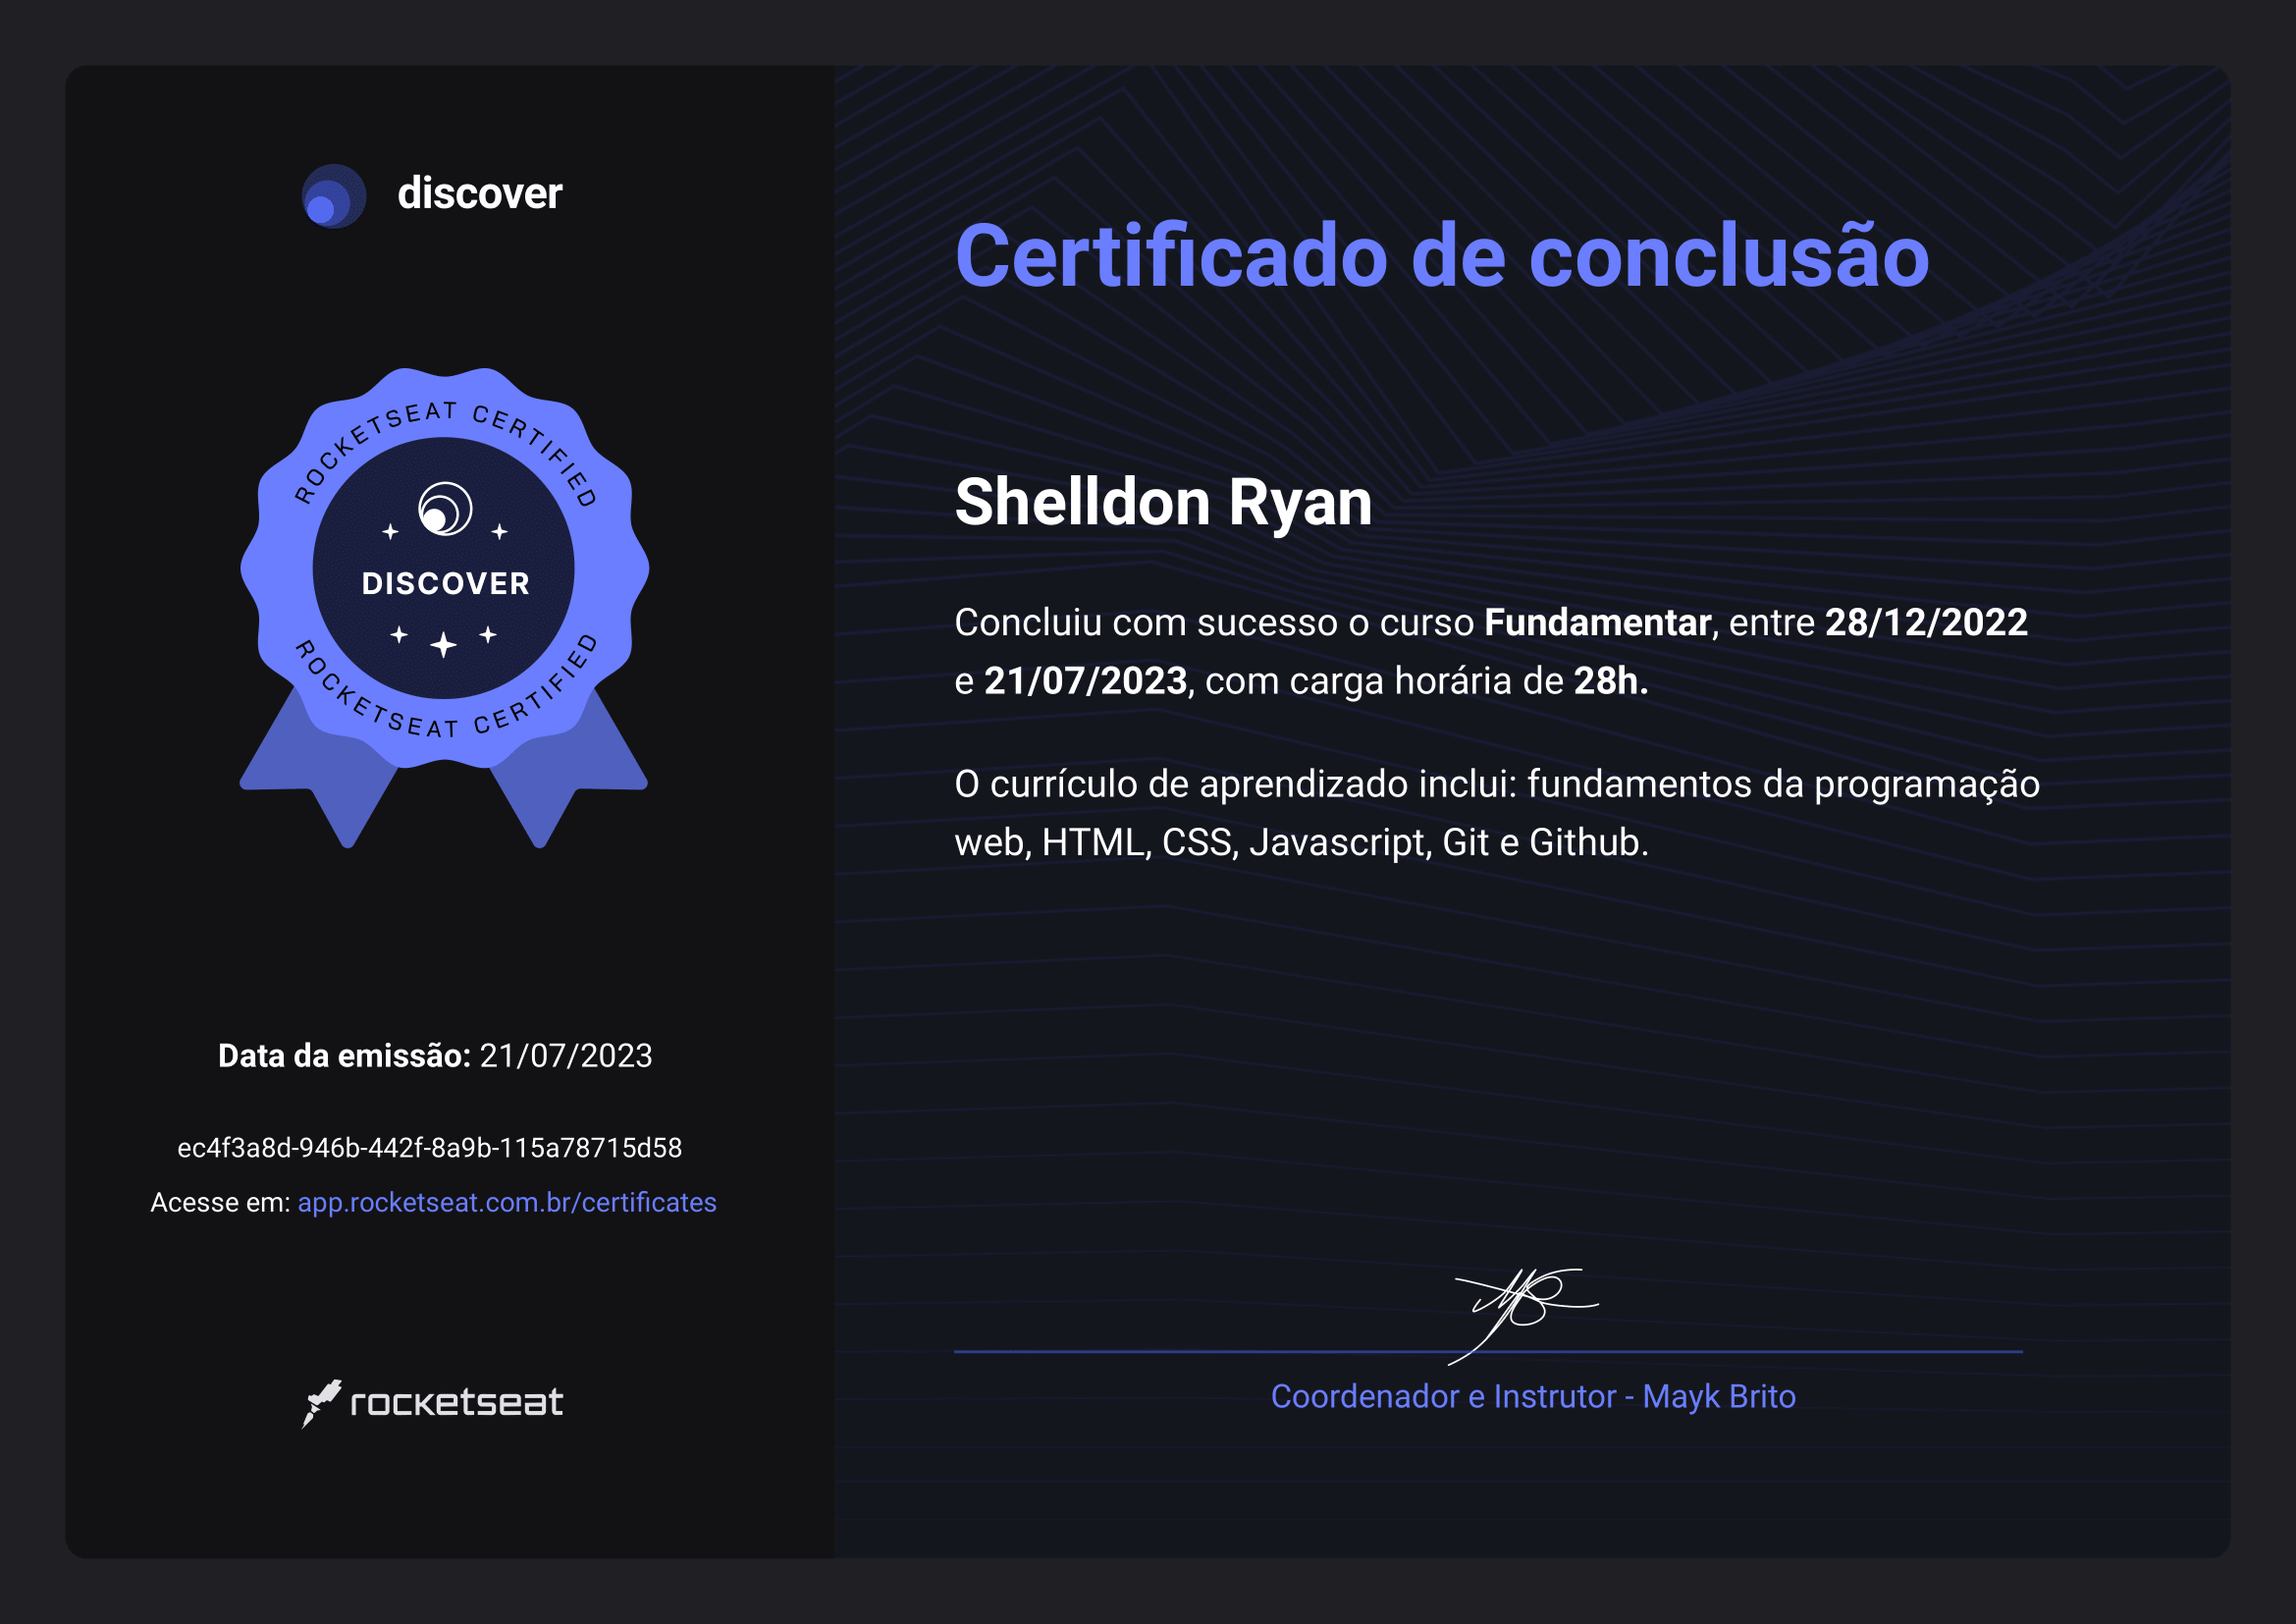 discover
ROCKETSEAT CERTIFIED
DISCOVER
ROCKETSEAT CERTIFIED
Data da emissão: 21/07/2023
ec4f3a8d-946b-442f-8a9b-115a78715d58
Acesse em: app.rocketseat.com.br/certificates
rocketseat
Certificado de conclusão
Shelldon Ryan
Concluiu com sucesso o curso Fundamentar, entre 28/12/2022
e 21/07/2023, com carga horária de 28h.
O currículo de aprendizado inclui: fundamentos da programação
web, HTML, CSS, Javascript, Git e Github.
Coordenador e Instrutor - Mayk Brito